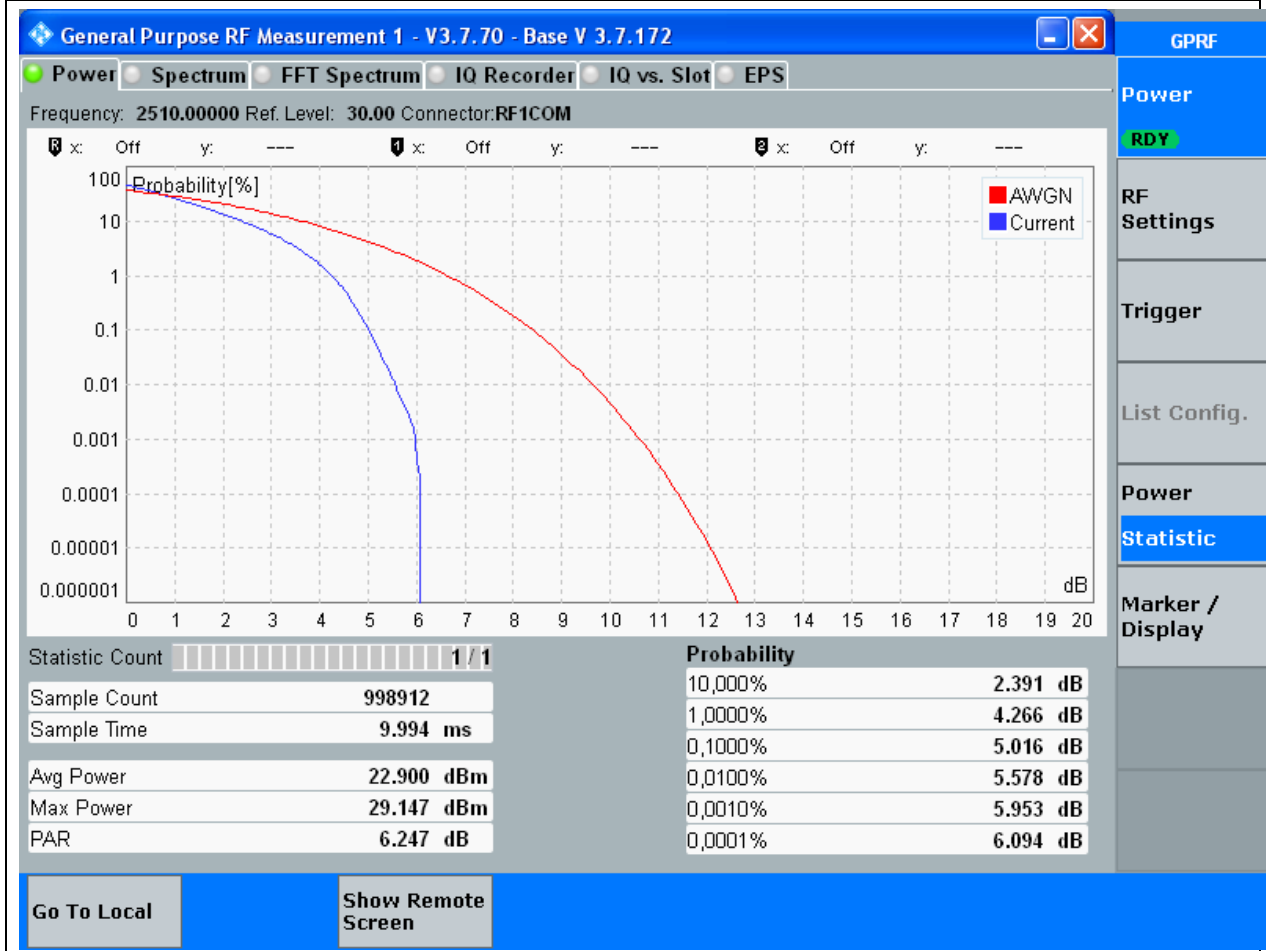 General Purpose RF Measurement 1 - V3.7.70 - Base V 3.7.172
GPRF
Power Spectrum FFT Spectrum IQ Recorder IQ vs. Slot EPS
Frequency: 2510.00000 Ref. Level: 30.00 Connector:RF1COM
R x: Off y: --- 1 x: Off y: --- 2 x: Off y: ---
Probability[%]
100
10
1
0.1
0.01
0.001
0.0001
0.00001
0.000001
AWGN
Current
dB
0 1 2 3 4 5 6 7 8 9 10 11 12 13 14 15 16 17 18 19 20
Statistic Count 1 / 1
Sample Count 998912
Sample Time 9.994 ms
Avg Power 22.900 dBm
Max Power 29.147 dBm
PAR 6.247 dB
Probability
10,000% 2.391 dB
1,0000% 4.266 dB
0,1000% 5.016 dB
0,0100% 5.578 dB
0,0010% 5.953 dB
0,0001% 6.094 dB
Power
RDY
RF
Settings
Trigger
List Config.
Power
Statistic
Marker /
Display
Go To Local
Show Remote
Screen